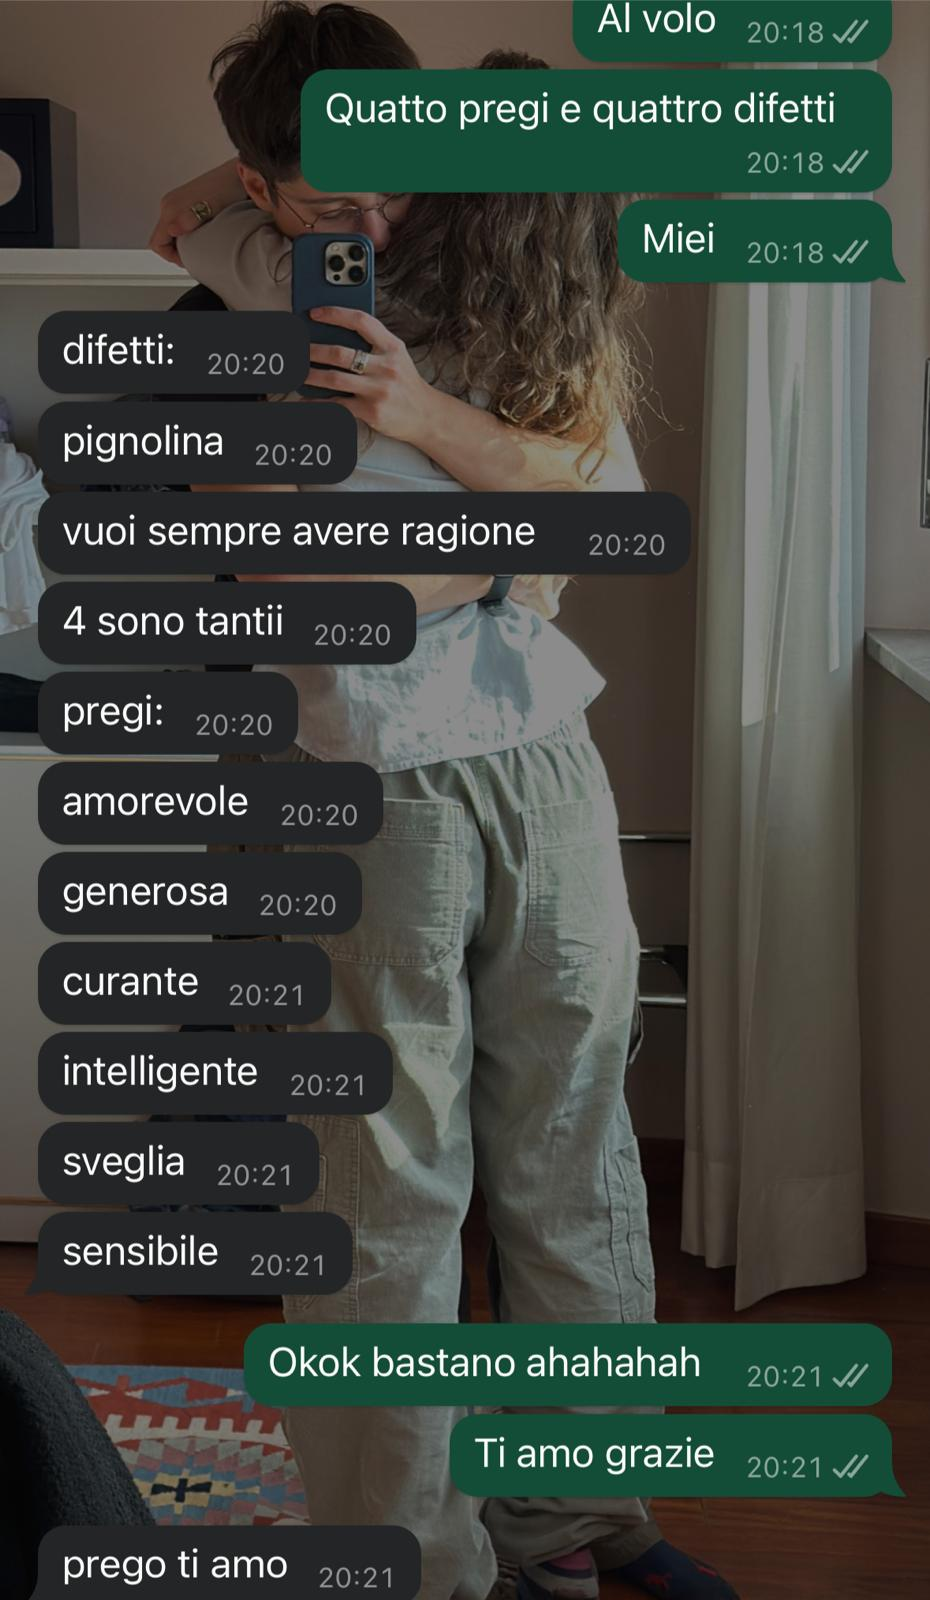 Al volo 20:18
Quatto pregi e quattro difetti
20:18
Miei 20:18
difetti: 20:20
pignolina 20:20
vuoi sempre avere ragione 20:20
4 sono tantii 20:20
pregi: 20:20
amorevole 20:20
generosa 20:20
curante 20:21
intelligente 20:21
sveglia 20:21
sensibile 20:21
Okok bastano ahahahah 20:21
Ti amo grazie 20:21
prego ti amo 20:21